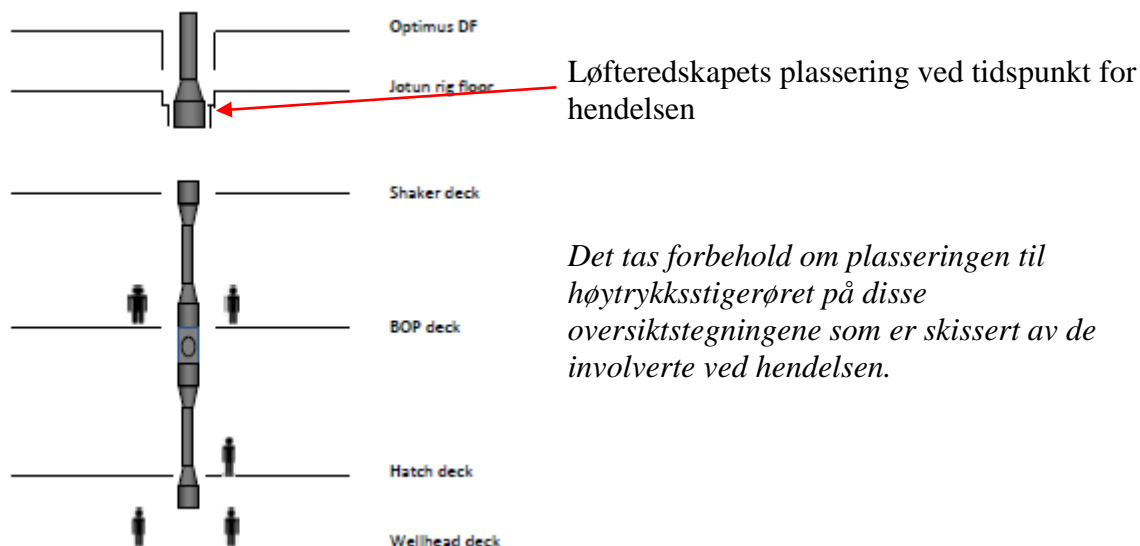 Optimus DF
Jotun rig floor
Løfteredskapets plassering ved tidspunkt for
hendelsen
Shaker deck
Det tas forbehold om plasseringen til
høytrykksstigerøret på disse
oversiktstegningene som er skissert av de
involverte ved hendelsen.
BOP deck
Hatch deck
Wellhead deck